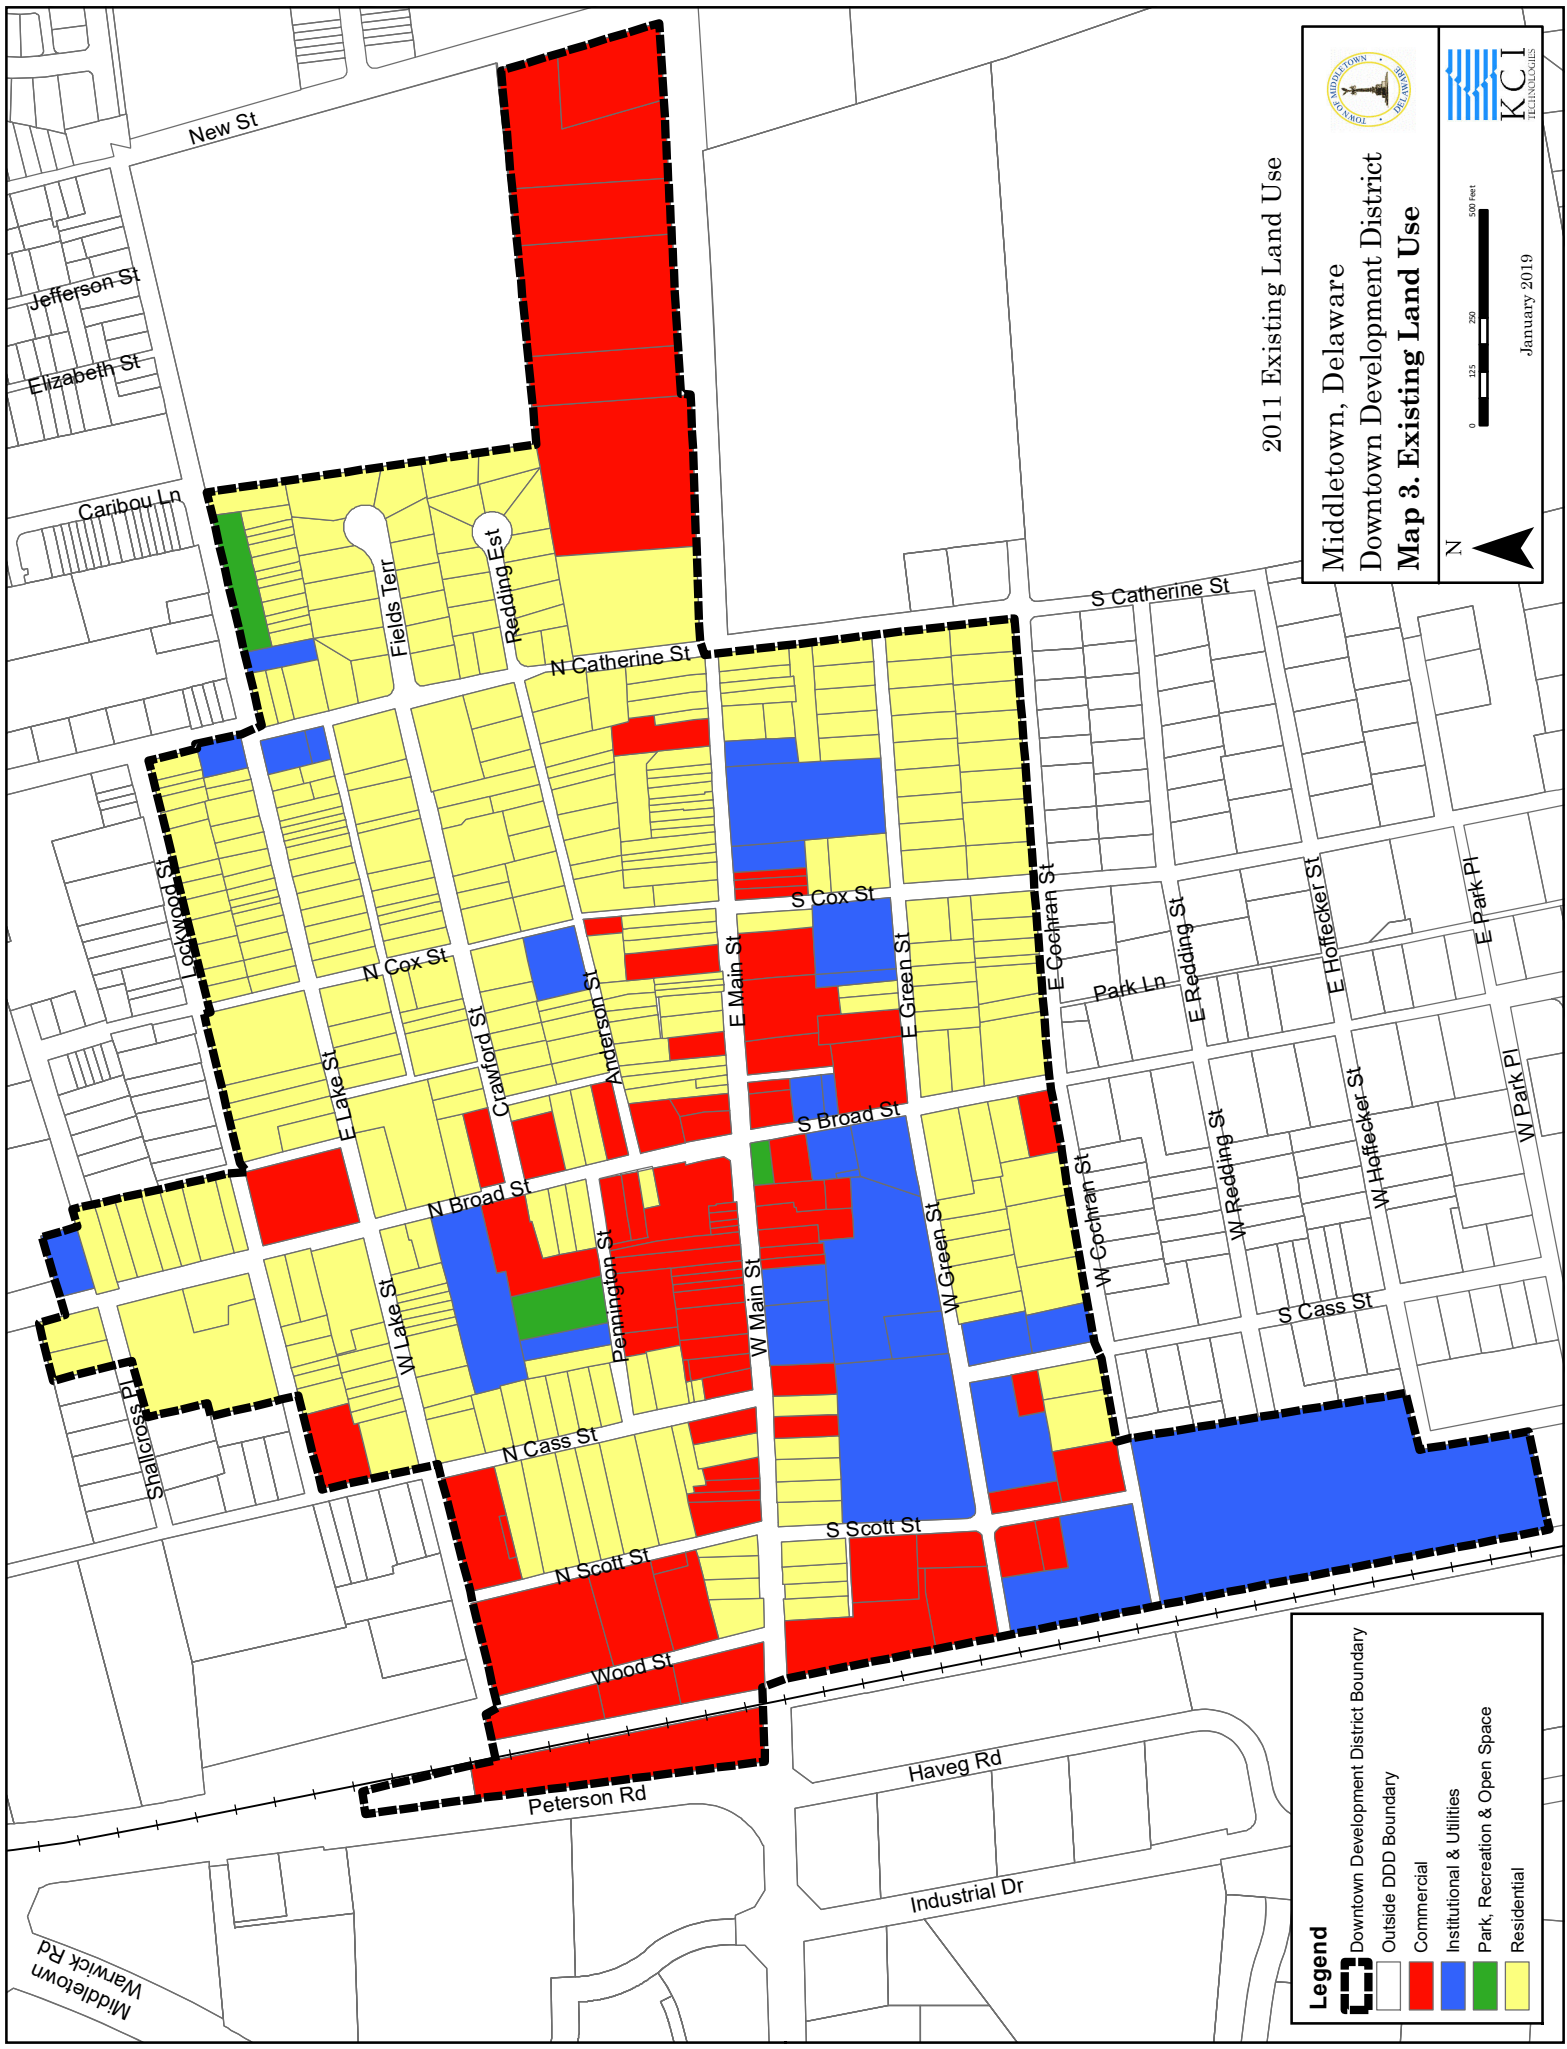 2011 Existing Land Use
Middletown, Delaware
Downtown Development District
Map 3. Existing Land Use
TOWN OF MIDDLETOWN
DELAWARE
N
0 125 250 500 Feet
January 2019
KCI
TECHNOLOGIES
Legend
Downtown Development District Boundary
Outside DDD Boundary
Commercial
Institutional & Utilities
Park, Recreation & Open Space
Residential
New St
Jefferson St
Elizabeth St
Caribou Ln
Fields Terr
Redding Est
N Catherine St
S Catherine St
ockwood St
N Cox St
S Cox St
E Main St
E Green St
E Cochran St
Park Ln
E Redding St
E Hoffecker St
E Park Pl
E Lake St
Crawford St
Anderson St
N Broad St
S Broad St
W Lake St
Pennington St
W Main St
W Green St
W Cochran St
W Redding St
W Hoffecker St
W Park Pl
S Cass St
Shallcross Pl
N Cass St
N Scott St
S Scott St
Wood St
Peterson Rd
Haveg Rd
Industrial Dr
Middletown
Warwick Rd